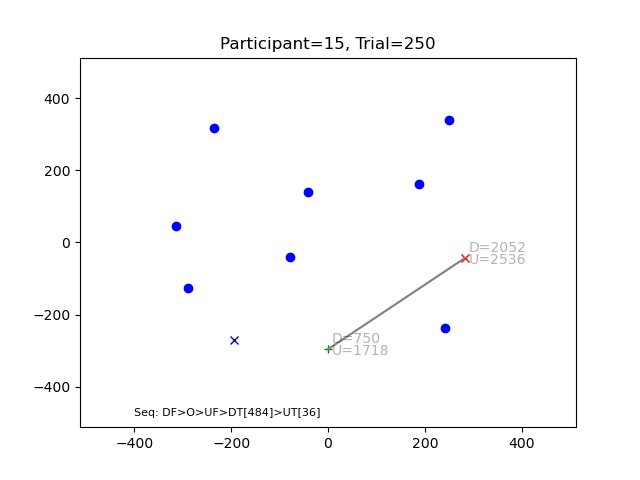 Participant=15, Trial=250
400
200
0
−200
−400
D=2052
U=2536
D=750
U=1718
Seq: DF>O>UF>DT[484]>UT[36]
−400 −200 0 200 400